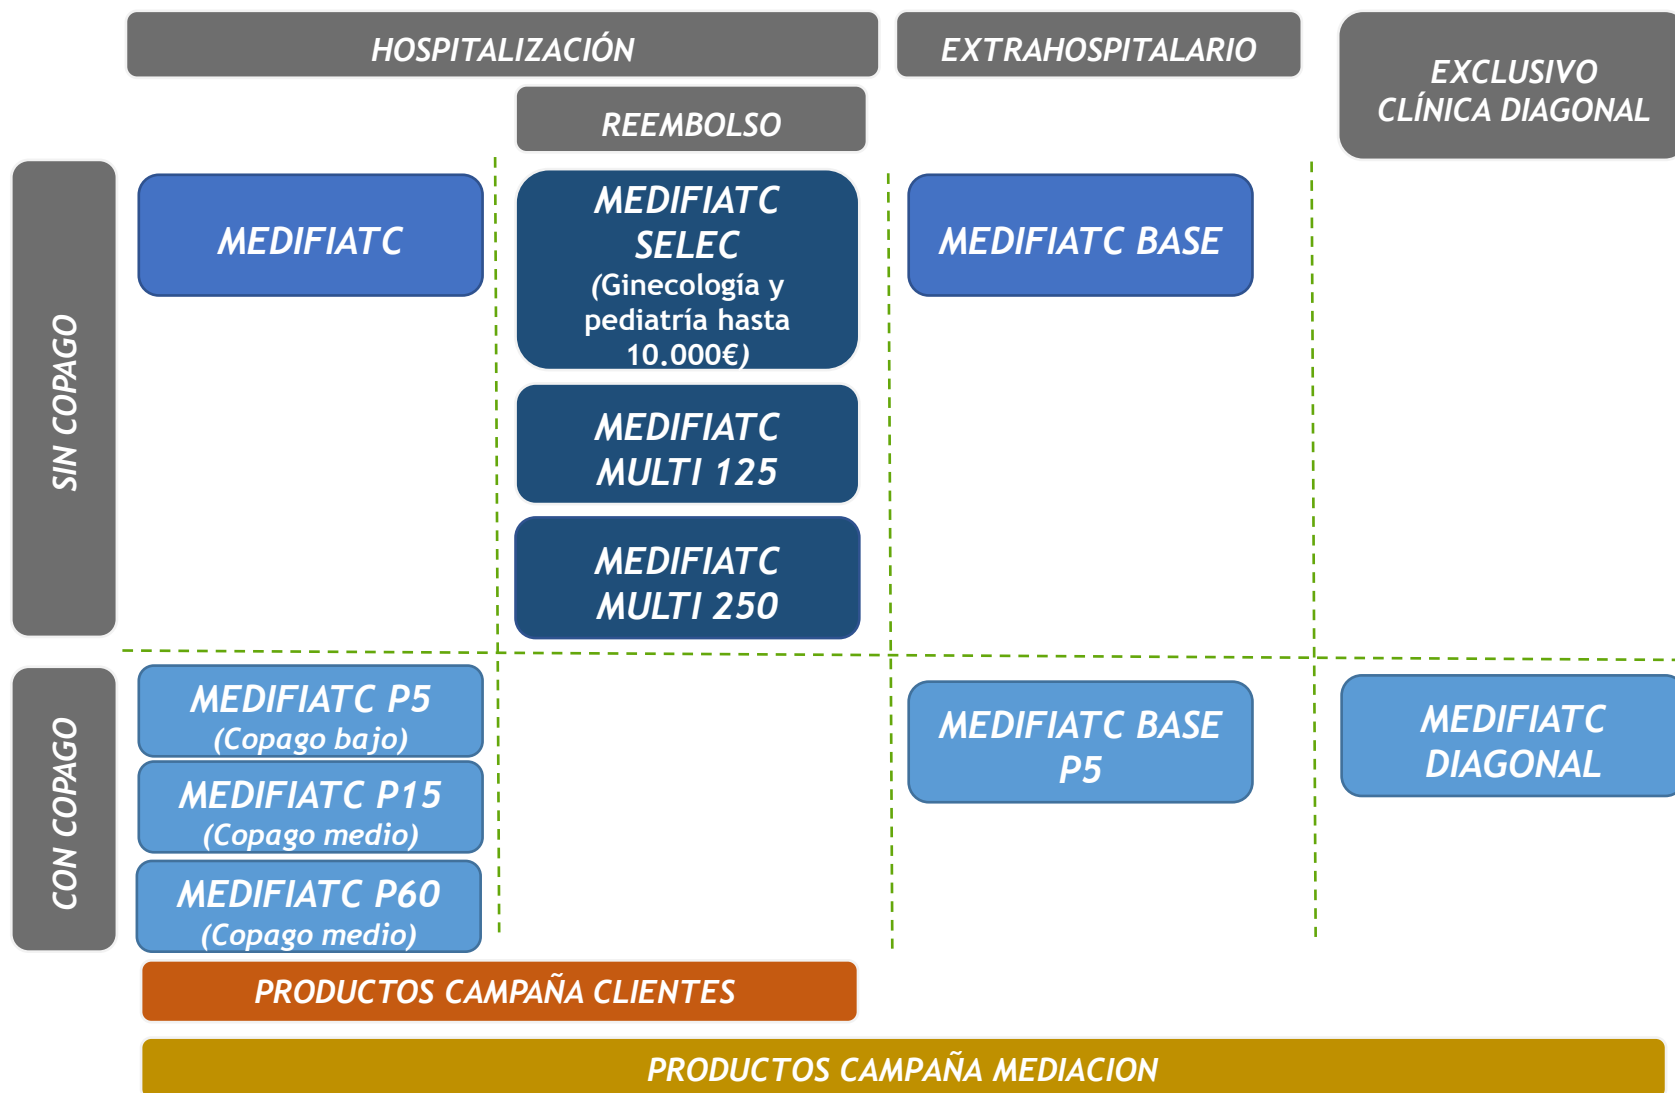 HOSPITALIZACIÓN
EXTRAHOSPITALARIO
EXCLUSIVO
CLÍNICA DIAGONAL
REEMBOLSO
SIN COPAGO
MEDIFIATC
MEDIFIATC
SELEC
(Ginecología y
pediatría hasta
10.000€)
MEDIFIATC BASE
MEDIFIATC
MULTI 125
MEDIFIATC
MULTI 250
CON COPAGO
MEDIFIATC P5
(Copago bajo)
MEDIFIATC P15
(Copago medio)
MEDIFIATC P60
(Copago medio)
MEDIFIATC BASE
P5
MEDIFIATC
DIAGONAL
PRODUCTOS CAMPAÑA CLIENTES
PRODUCTOS CAMPAÑA MEDIACION